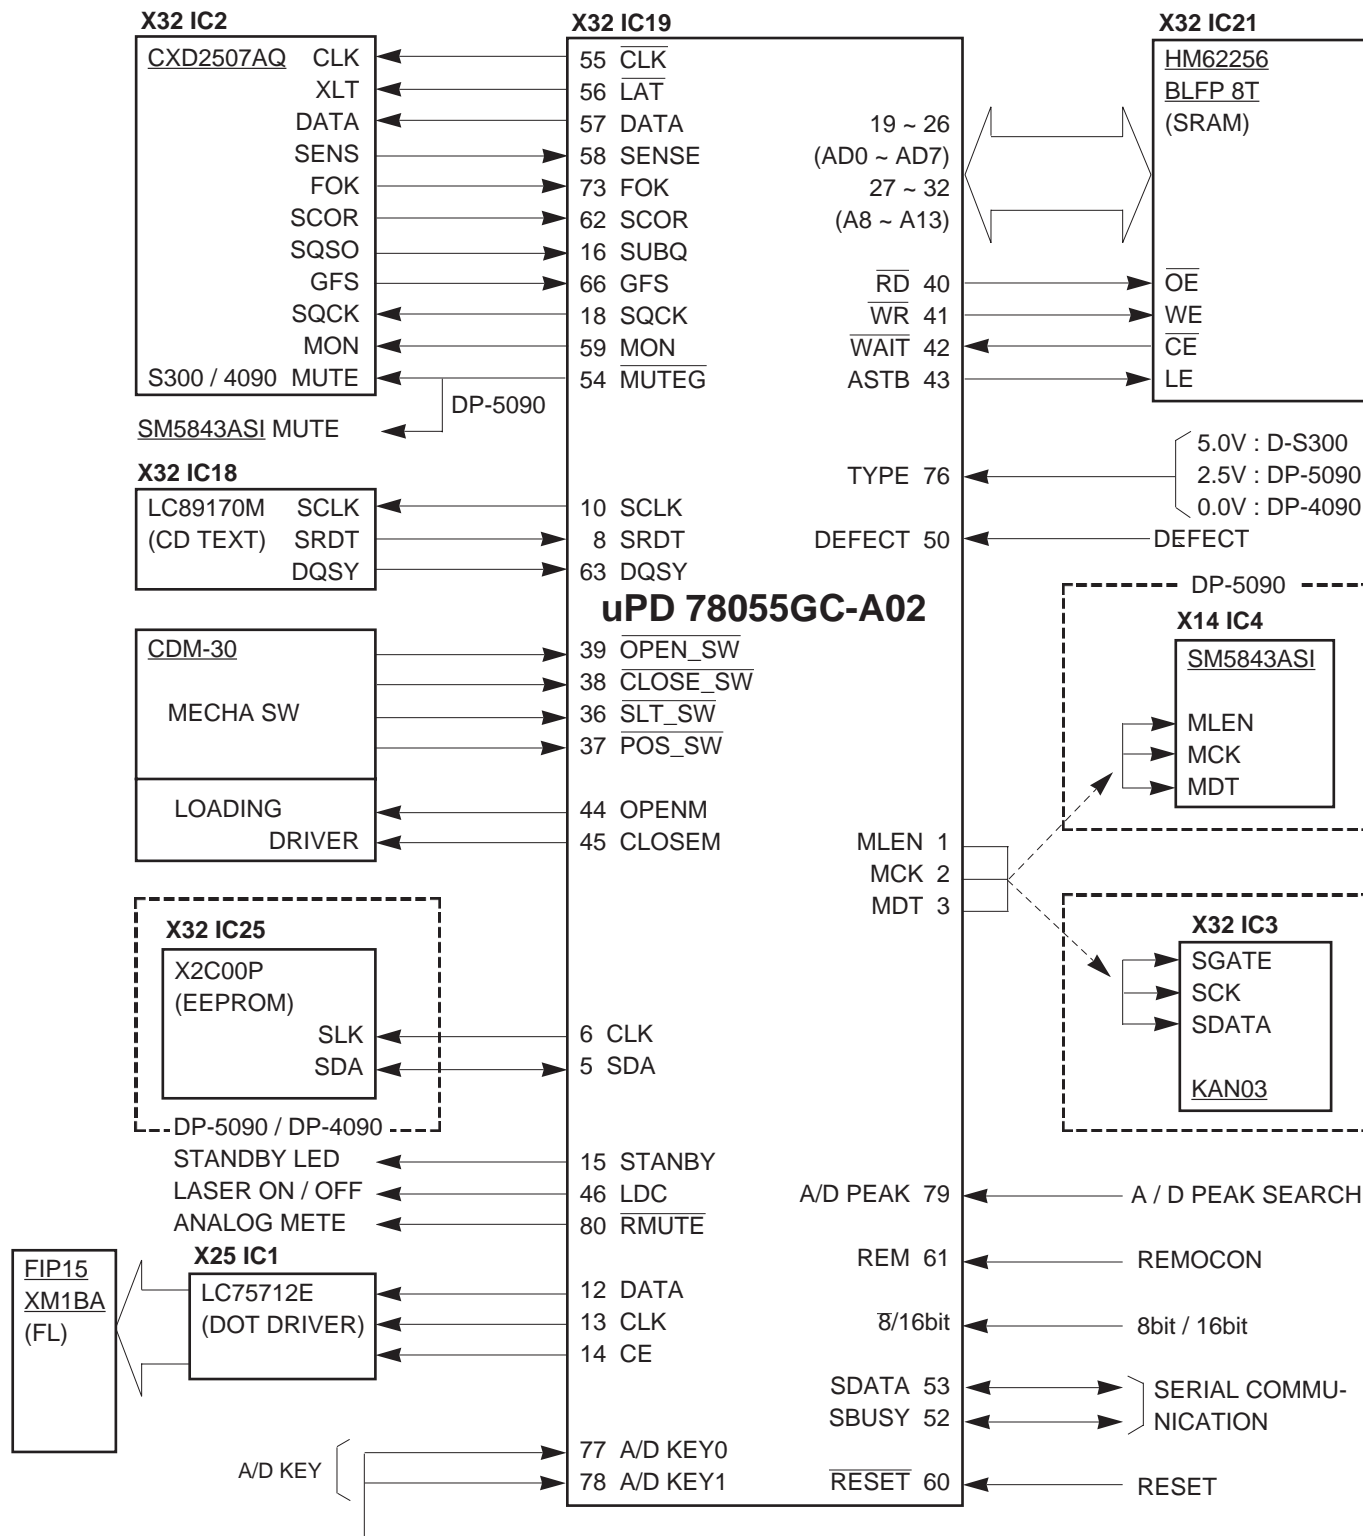 X32 IC2
CXD2507AQ CLK
XLT
DATA
SENS
FOK
SCOR
SQSO
GFS
SQCK
MON
S300 / 4090 MUTE
DP-5090
SM5843ASI MUTE
X32 IC18
LC89170M SCLK
(CD TEXT) SRDT
DQSY
CDM-30
MECHA SW
LOADING
DRIVER
X32 IC25
X2C00P
(EEPROM)
SLK
SDA
DP-5090 / DP-4090
STANDBY LED
LASER ON / OFF
ANALOG METE
X25 IC1
LC75712E
(DOT DRIVER)
FIP15
XM1BA
(FL)
A/D KEY
X32 IC19
55 CLK
56 LAT
57 DATA
58 SENSE
73 FOK
62 SCOR
16 SUBQ
66 GFS
18 SQCK
59 MON
54 MUTEG
10 SCLK
8 SRDT
63 DQSY
uPD 78055GC-A02
39 OPEN_SW
38 CLOSE_SW
36 SLT_SW
37 POS_SW
44 OPENM
45 CLOSEM
6 CLK
5 SDA
15 STANBY
46 LDC
80 RMUTE
12 DATA
13 CLK
14 CE
77 A/D KEY0
78 A/D KEY1
19 ~ 26
(AD0 ~ AD7)
27 ~ 32
(A8 ~ A13)
RD 40
WR 41
WAIT 42
ASTB 43
TYPE 76
DEFECT 50
MLEN 1
MCK 2
MDT 3
A/D PEAK 79
REM 61
8/16bit
SDATA 53
SBUSY 52
RESET 60
X32 IC21
HM62256
BLFP 8T
(SRAM)
OE
WE
CE
LE
5.0V : D-S300
2.5V : DP-5090
0.0V : DP-4090
DEFECT
DP-5090
X14 IC4
SM5843ASI
MLEN
MCK
MDT
X32 IC3
SGATE
SCK
SDATA
KAN03
A / D PEAK SEARCH
REMOCON
8bit / 16bit
SERIAL COMMU-
NICATION
RESET